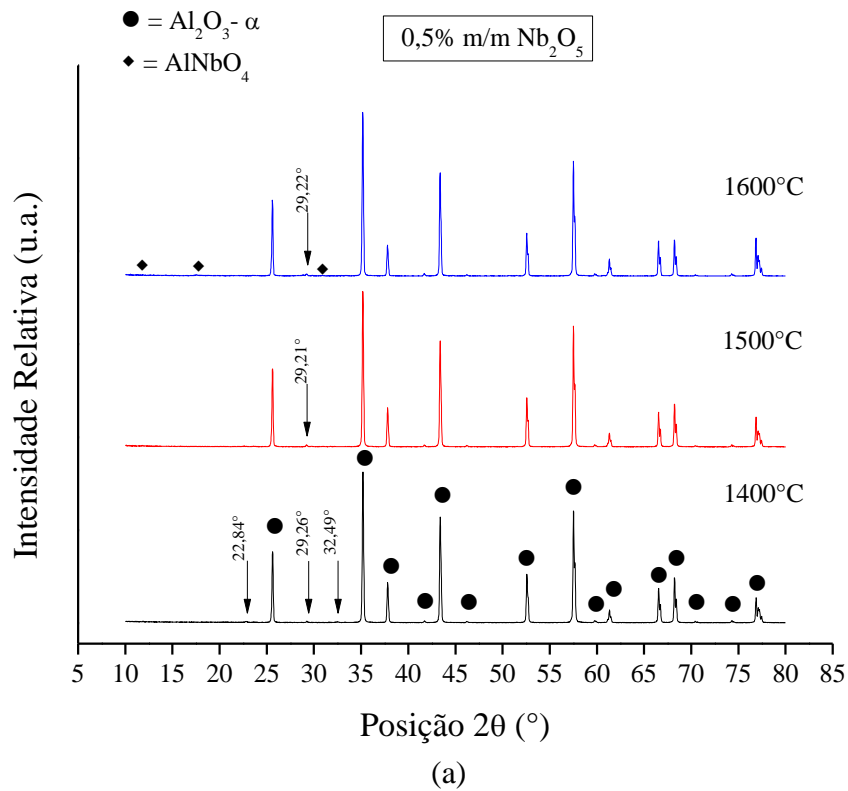 ● = Al₂O₃- α
◆ = AlNbO₄
0,5% m/m Nb₂O₅
Intensidade Relativa (u.a.)
1600°C
29,22°
1500°C
29,21°
1400°C
22,84°
29,26°
32,49°
5 10 15 20 25 30 35 40 45 50 55 60 65 70 75 80 85
Posição 2θ (°)
(a)